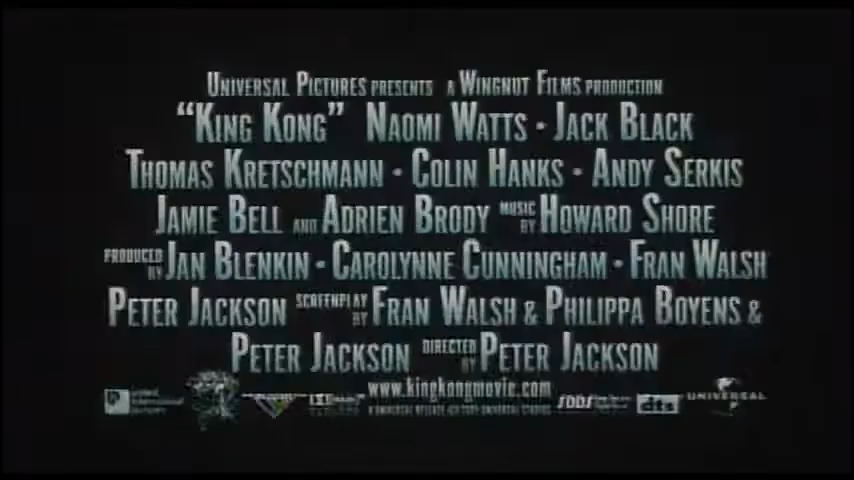 UNIVERSAL PICTURES PRESENTS A WINGNUT FILMS PRODUCTION
"KING KONG" NAOMI WATTS · JACK BLACK
THOMAS KRETSCHMANN · COLIN HANKS · ANDY SERKIS
JAMIE BELL AND ADRIEN BRODY MUSIC BY HOWARD SHORE
PRODUCED BY JAN BLENKIN · CAROLYNNE CUNNINGHAM · FRAN WALSH
PETER JACKSON SCREENPLAY BY FRAN WALSH & PHILIPPA BOYENS &
PETER JACKSON DIRECTED BY PETER JACKSON
www.kingkongmovie.com
SDDS dts UNIVERSAL